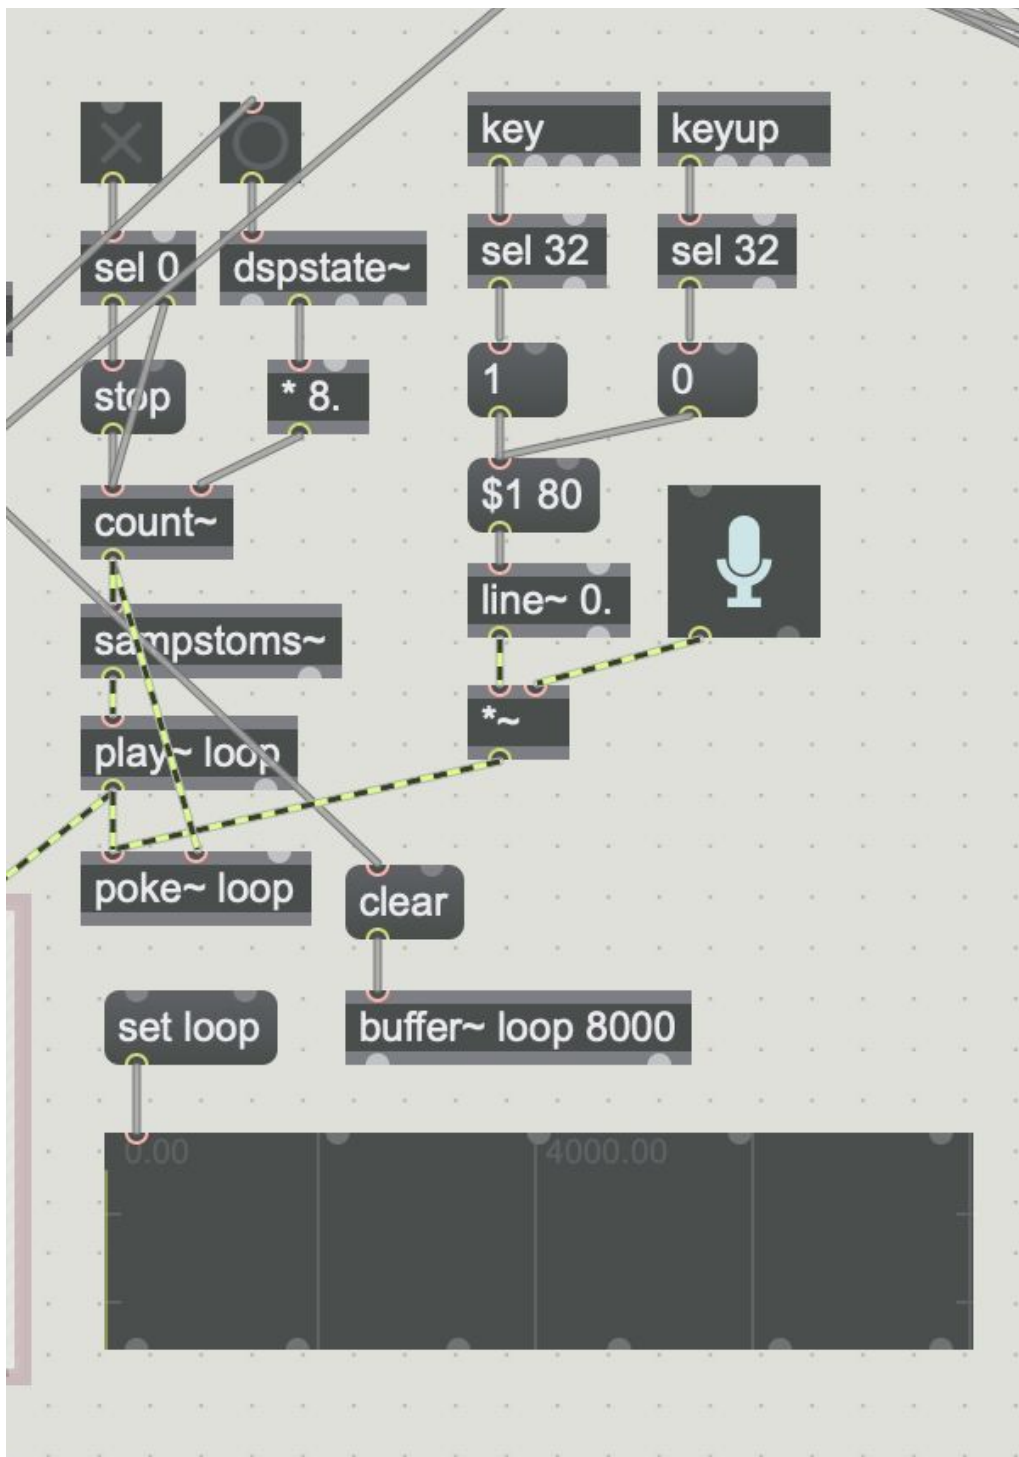 key
keyup
sel 0
dspstate~
sel 32
sel 32
stop
* 8.
1
0
count~
$1 80
line~ 0.
sampstoms~
*~
play~ loop
poke~ loop
clear
set loop
buffer~ loop 8000
0.00
4000.00